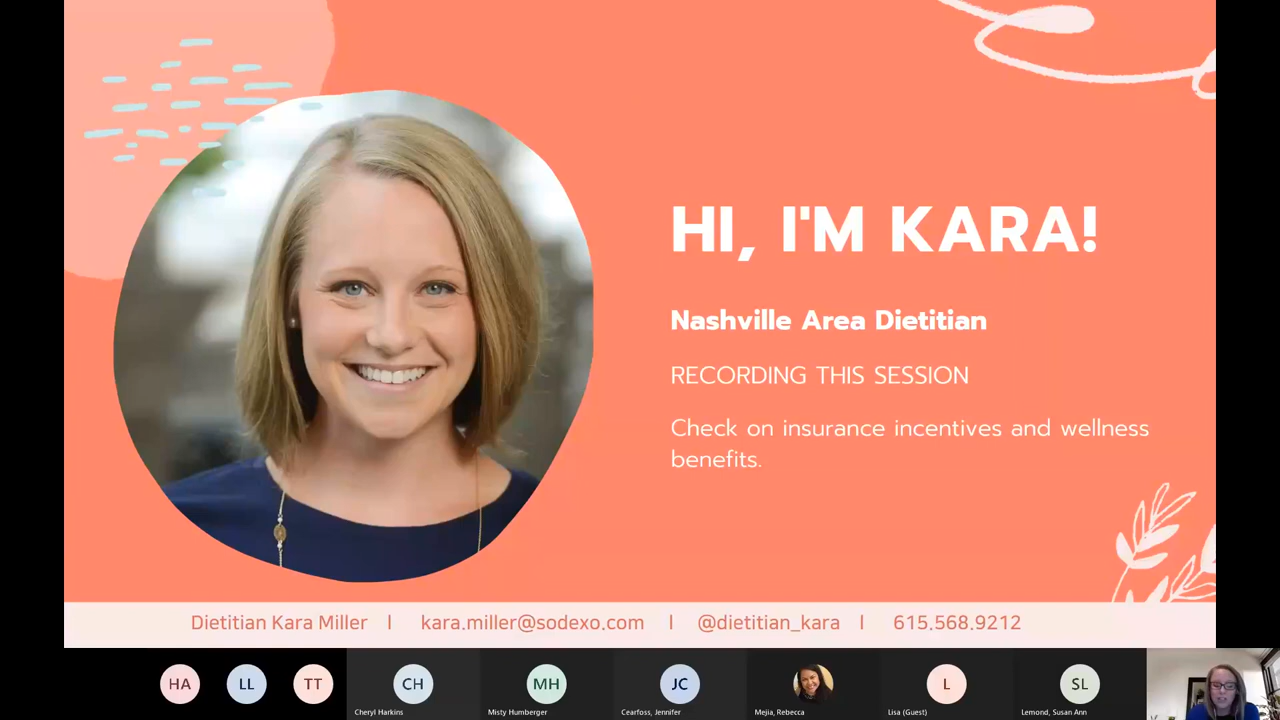 HI, I'M KARA!
Nashville Area Dietitian
RECORDING THIS SESSION
Check on insurance incentives and wellness
benefits.
Dietitian Kara Miller | kara.miller@sodexo.com | @dietitian_kara | 615.568.9212
HA
LL
TT
CH
MH
JC
L
SL
Cheryl Harkins
Misty Humberger
Cearfoss, Jennifer
Mejia, Rebecca
Lisa (Guest)
Lemond, Susan Ann